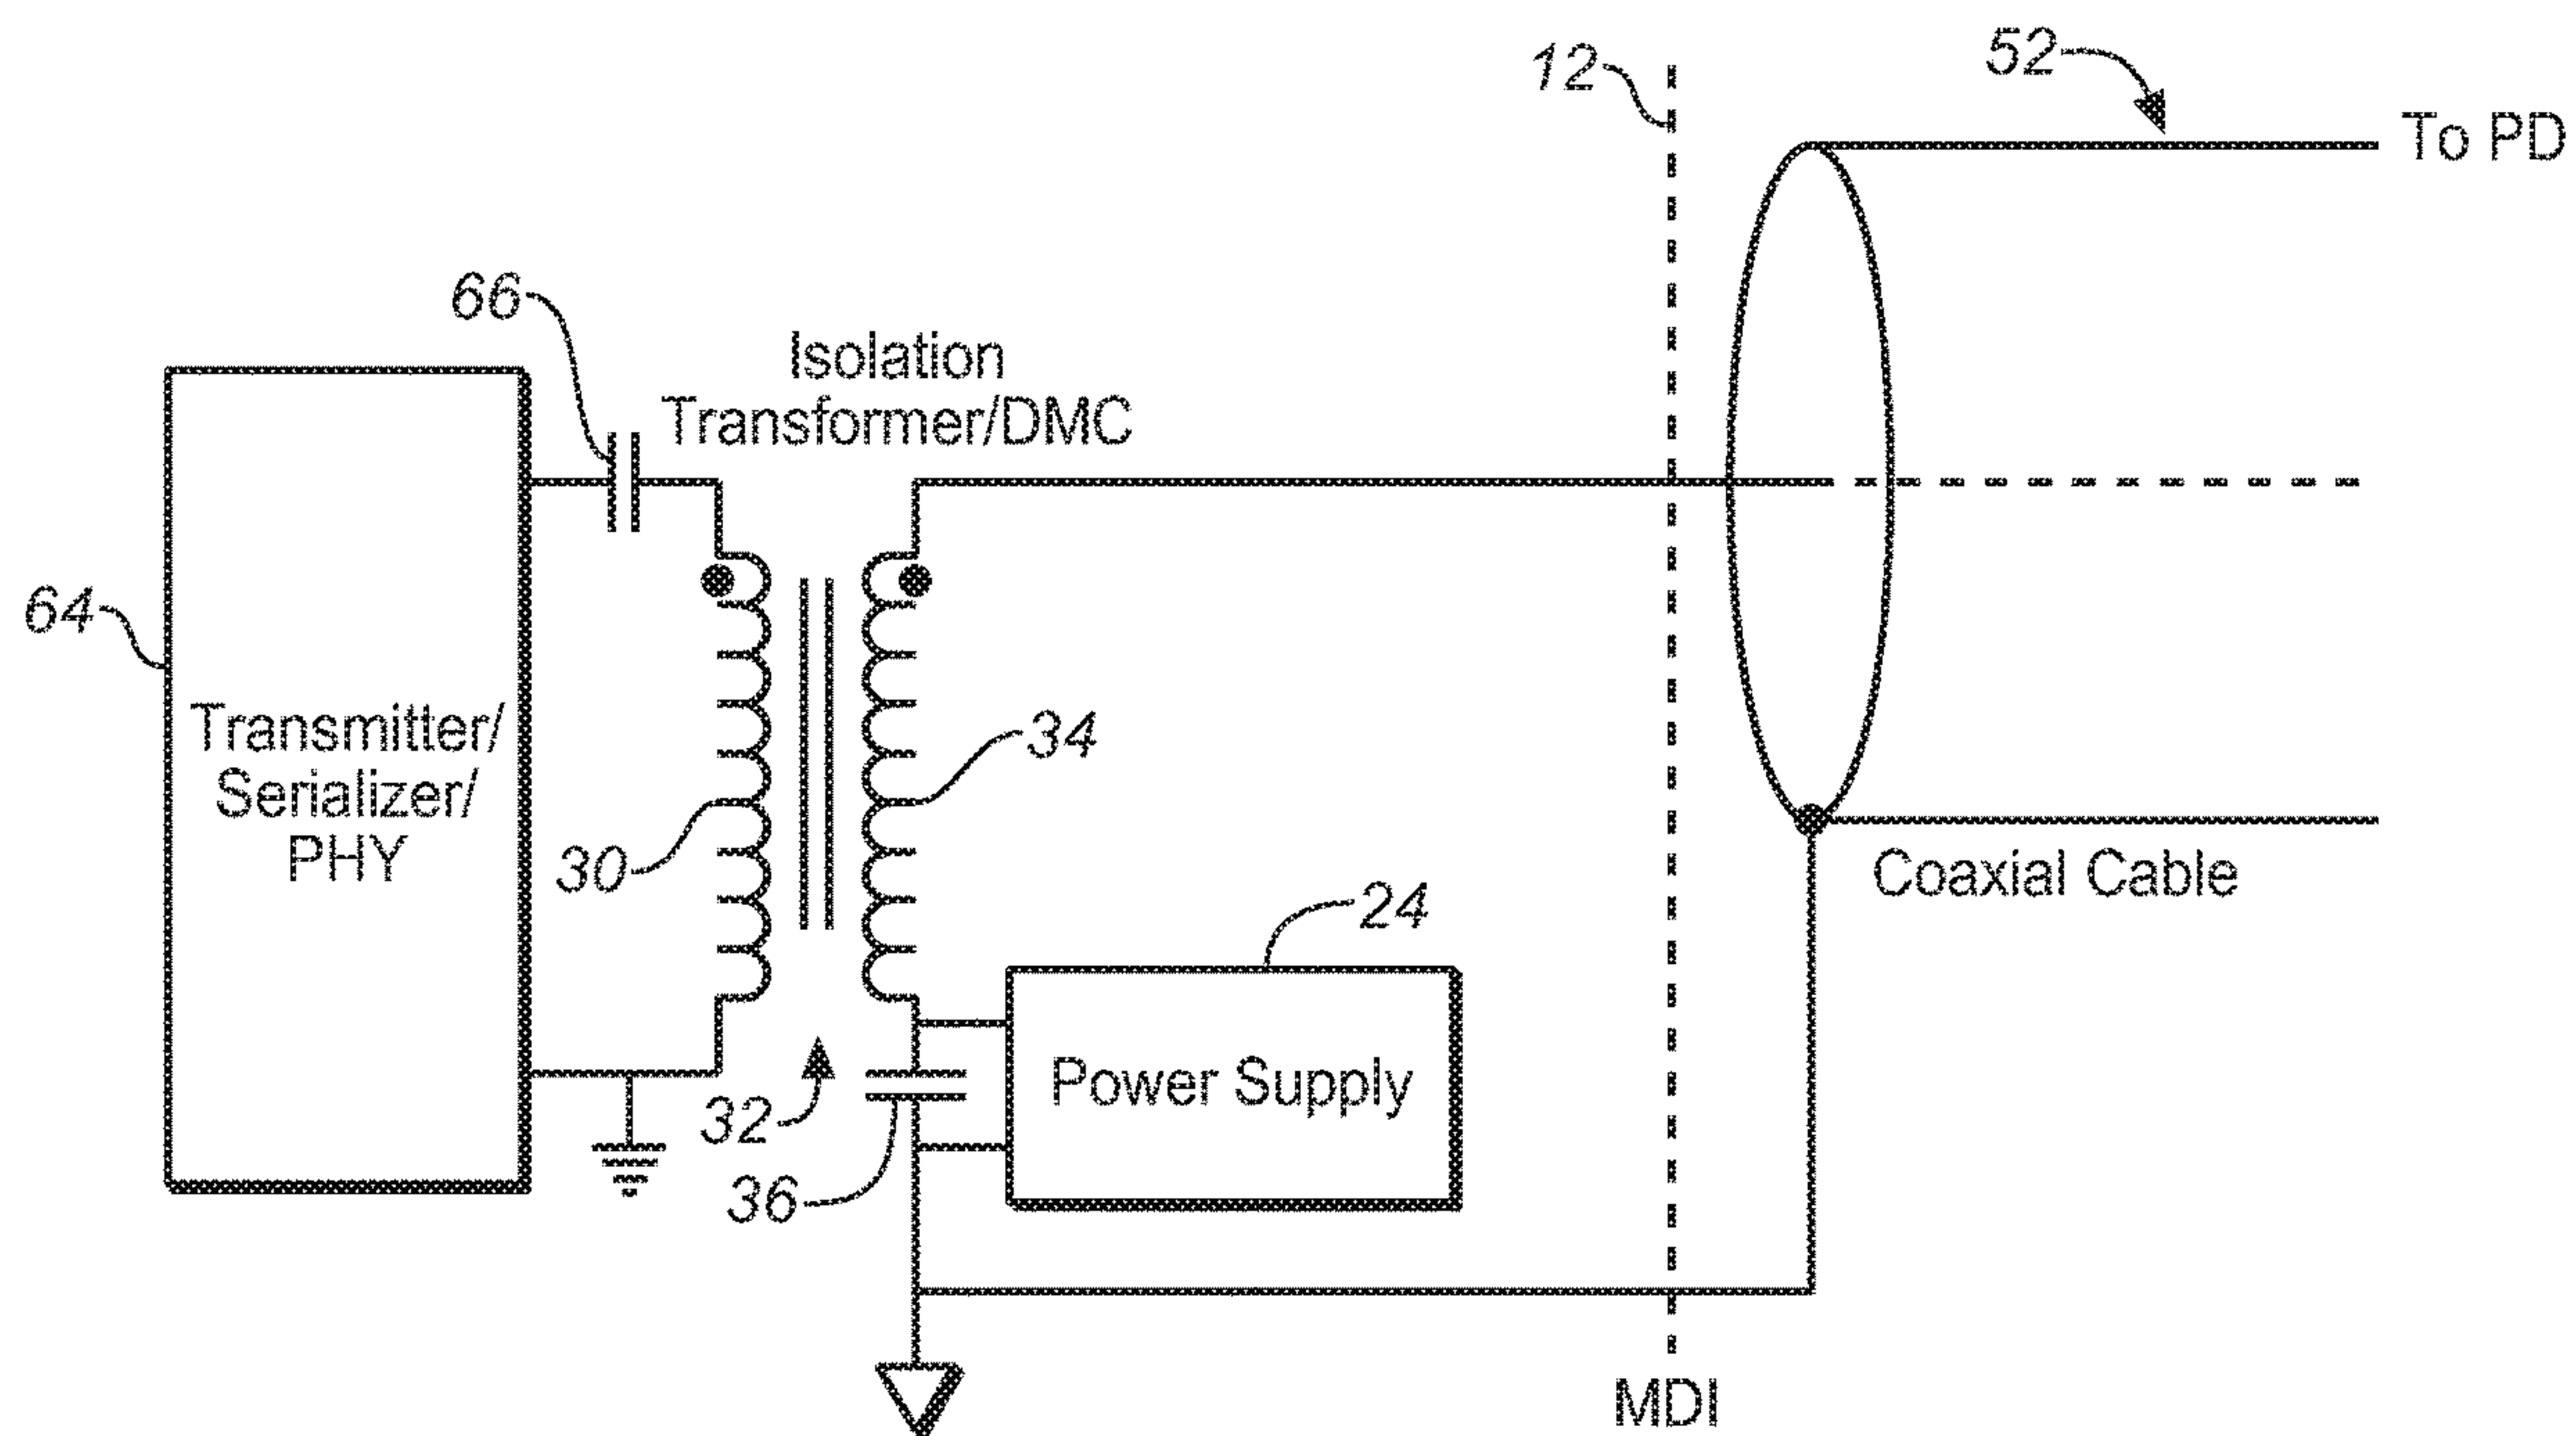 52
12
To PD
66
Isolation
Transformer/DMC
64
Transmitter/
Serializer/
PHY
34
30
Coaxial Cable
24
Power Supply
32
36
MDI